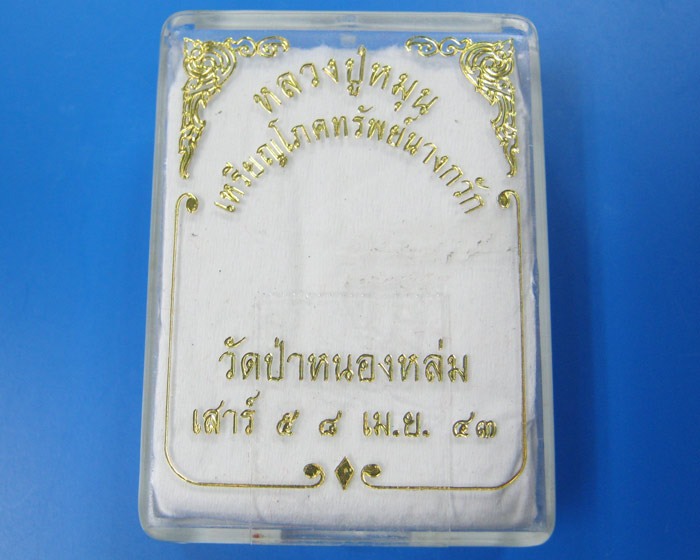 หลวงปู่หมุน
เหรียญโภคทรัพย์นางกวัก
วัดป่าหนองหล่ม
เสาร์ ๕ ๘ เม.ย. ๔๓